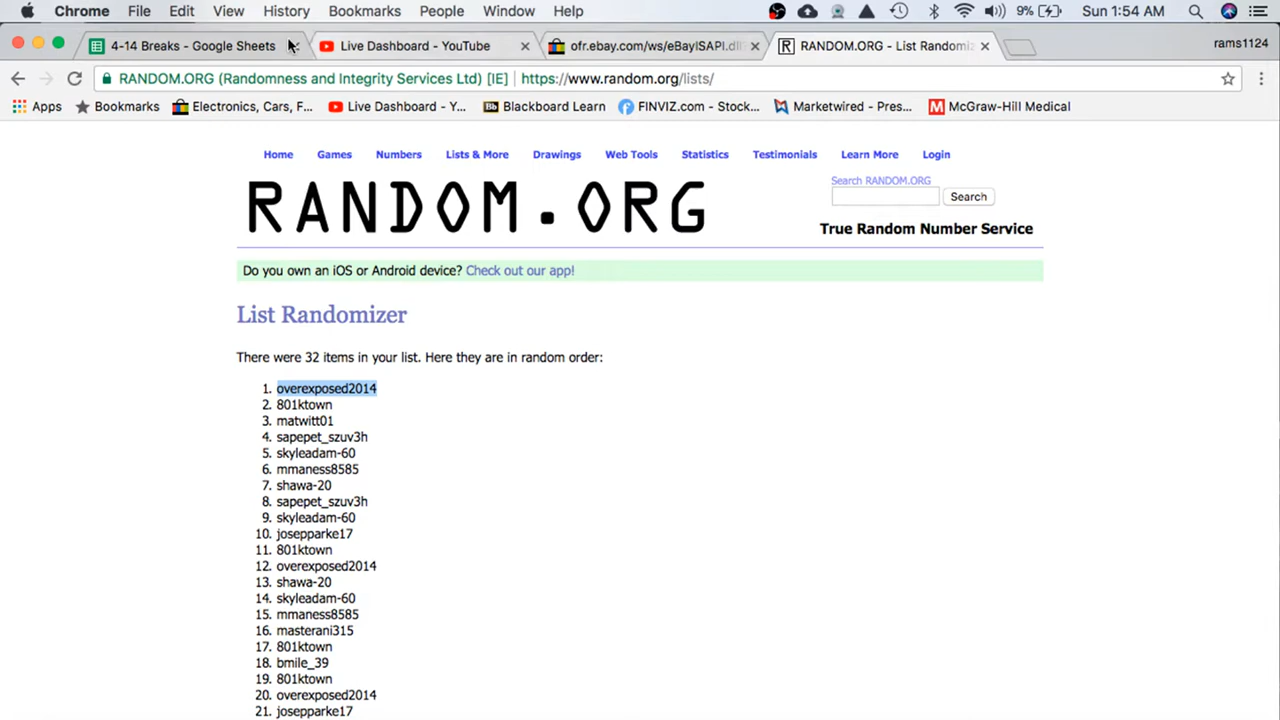 Chrome File Edit View History Bookmarks People Window Help 9% Sun 1:54 AM
4-14 Breaks - Google Sheets Live Dashboard - YouTube ofr.ebay.com/ws/eBayISAPI.dl RANDOM.ORG - List Randomi rams1124
RANDOM.ORG (Randomness and Integrity Services Ltd) [IE] https://www.random.org/lists/
Apps Bookmarks Electronics, Cars, F... Live Dashboard - Y... Bb Blackboard Learn FINVIZ.com - Stock... Marketwired - Pres... M McGraw-Hill Medical
Home Games Numbers Lists & More Drawings Web Tools Statistics Testimonials Learn More Login
Search RANDOM.ORG
RANDOM.ORG
Search
True Random Number Service
Do you own an iOS or Android device? Check out our app!
List Randomizer
There were 32 items in your list. Here they are in random order:
1. overexposed2014
2. 801ktown
3. matwitt01
4. sapepet_szuv3h
5. skyleadam-60
6. mmaness8585
7. shawa-20
8. sapepet_szuv3h
9. skyleadam-60
10. josepparke17
11. 801ktown
12. overexposed2014
13. shawa-20
14. skyleadam-60
15. mmaness8585
16. masterani315
17. 801ktown
18. bmile_39
19. 801ktown
20. overexposed2014
21. josepparke17